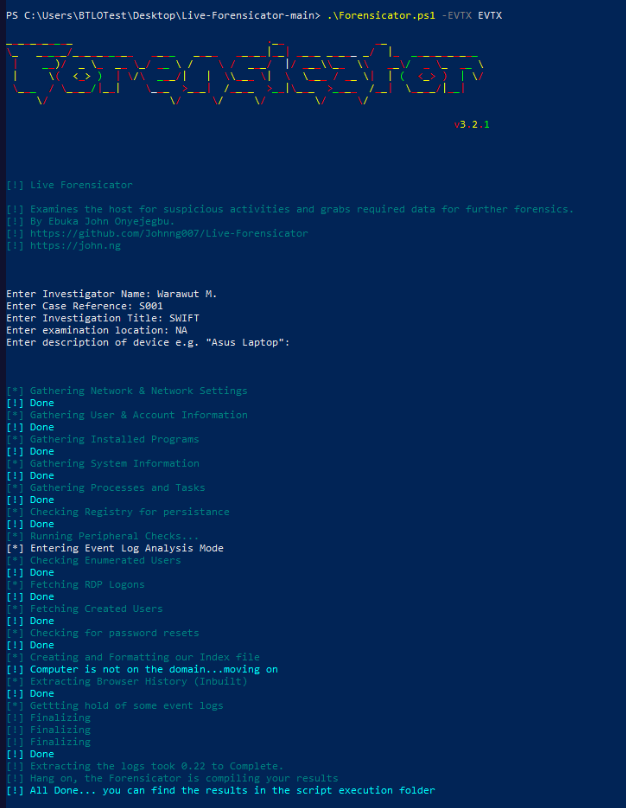 PS C:\Users\BTLOTest\Desktop\Live-Forensicator-main> .\Forensicator.ps1 -EVTX EVTX
Forensicator
v3.2.1
[!] Live Forensicator
[!] Examines the host for suspicious activities and grabs required data for further forensics.
[!] By Ebuka John Onyejegbu.
[!] https://github.com/Johnng007/Live-Forensicator
[!] https://john.ng
Enter Investigator Name: Warawut M.
Enter Case Reference: S001
Enter Investigation Title: SWIFT
Enter examination location: NA
Enter description of device e.g. "Asus Laptop":
[*] Gathering Network & Network Settings
[!] Done
[*] Gathering User & Account Information
[!] Done
[*] Gathering Installed Programs
[!] Done
[*] Gathering System Information
[!] Done
[*] Gathering Processes and Tasks
[!] Done
[*] Checking Registry for persistance
[!] Done
[*] Running Peripheral Checks...
[*] Entering Event Log Analysis Mode
[*] Checking Enumerated Users
[!] Done
[*] Fetching RDP Logons
[!] Done
[*] Fetching Created Users
[!] Done
[*] Checking for password resets
[!] Done
[*] Creating and Formatting our Index file
[!] Computer is not on the domain...moving on
[*] Extracting Browser History (Inbuilt)
[!] Done
[*] Gettting hold of some event logs
[!] Finalizing
[!] Finalizing
[!] Finalizing
[!] Done
[!] Extracting the logs took 0.22 to Complete.
[!] Hang on, the Forensicator is compiling your results
[!] All Done... you can find the results in the script execution folder